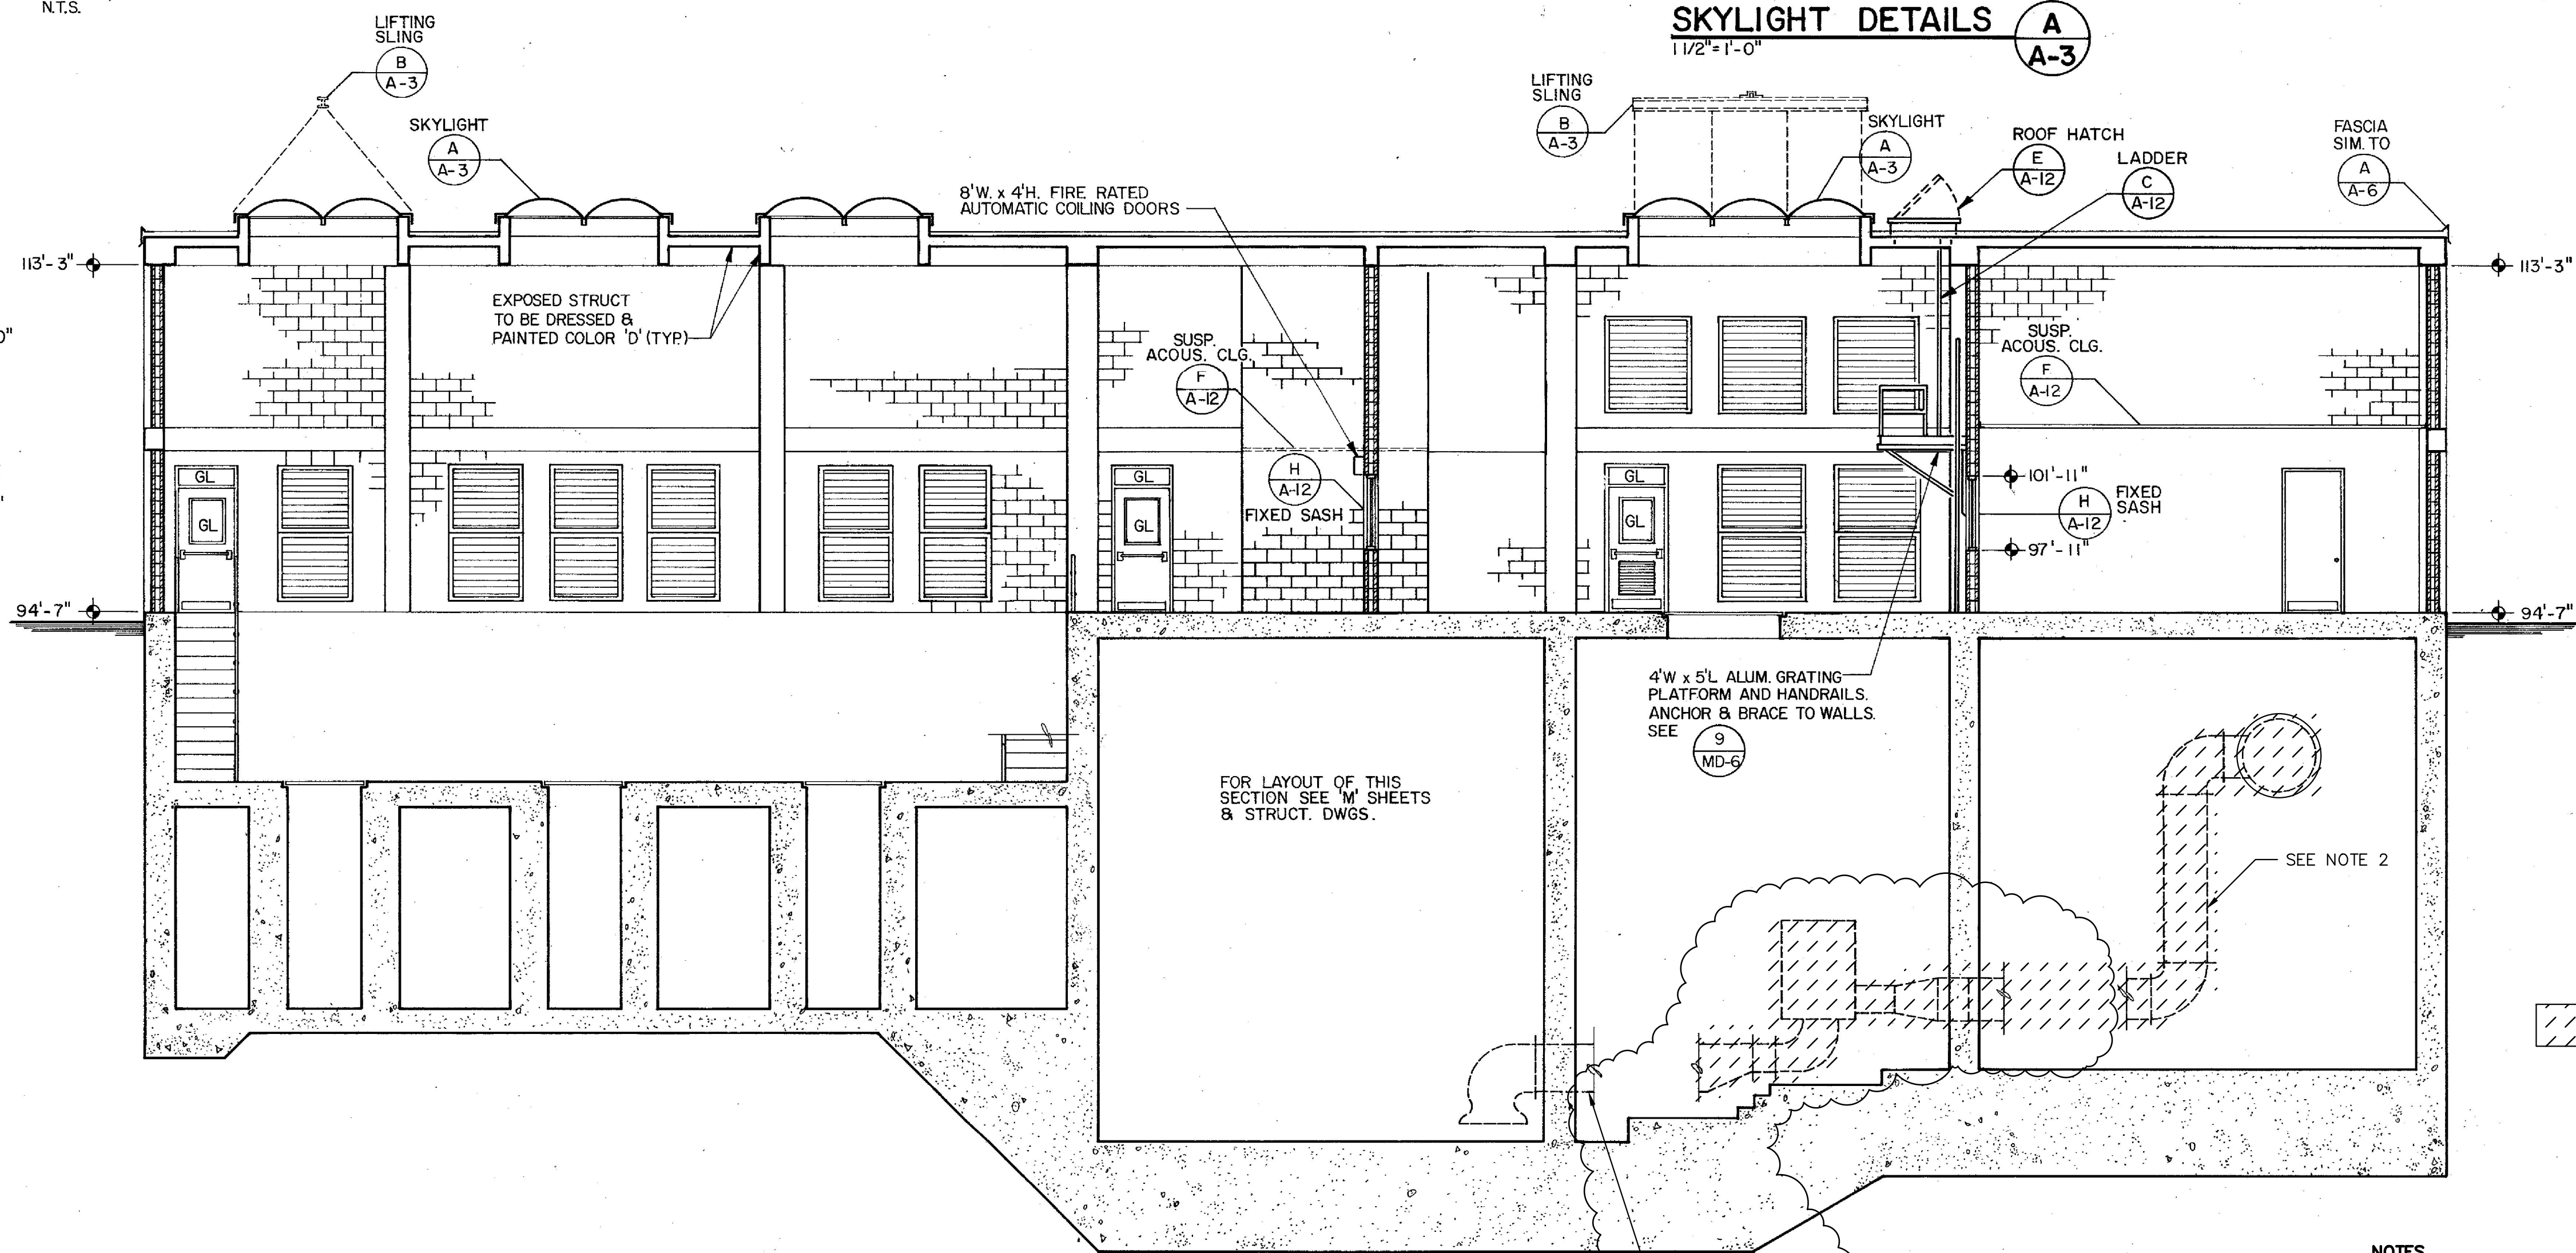 N.T.S.
SKYLIGHT DETAILS
1 1/2" = 1'-0"
A
A-3
LIFTING
SLING
B
A-3
SKYLIGHT
A
A-3
8'W. x 4'H. FIRE RATED
AUTOMATIC COILING DOORS
LIFTING
SLING
B
A-3
SKYLIGHT
A
A-3
ROOF HATCH
E
A-12
LADDER
C
A-12
FASCIA
SIM. TO
A
A-6
113'-3"
113'-3"
EXPOSED STRUCT
TO BE DRESSED &
PAINTED COLOR 'D' (TYP.)
SUSP.
ACOUS. CLG.
F
A-12
SUSP.
ACOUS. CLG.
F
A-12
0"
GL
GL
GL
GL
H
A-12
FIXED SASH
GL
GL
101'-11"
H
A-12
FIXED
SASH
97'-11"
94'-7"
94'-7"
4'W x 5'L ALUM. GRATING
PLATFORM AND HANDRAILS.
ANCHOR & BRACE TO WALLS.
SEE
9
MD-6
FOR LAYOUT OF THIS
SECTION SEE 'M' SHEETS
& STRUCT. DWGS.
SEE NOTE 2
NOTES